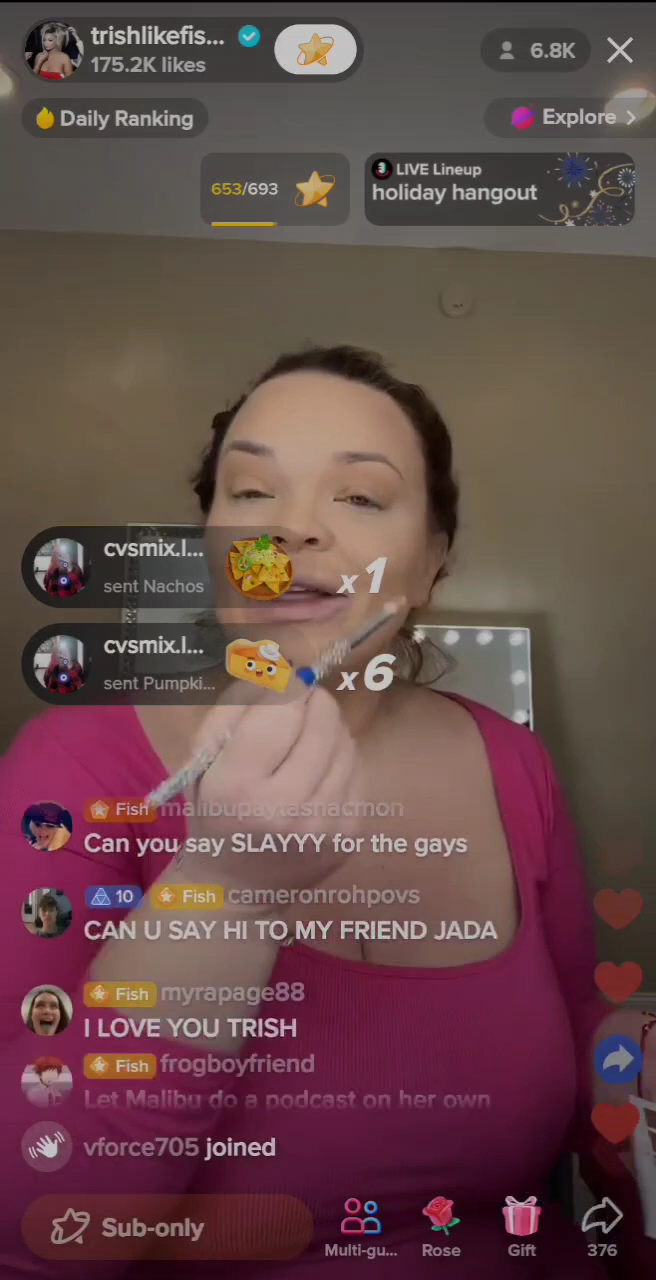 trishlikefis...
175.2K likes
6.8K
Daily Ranking
Explore
653/693
LIVE Lineup
holiday hangout
cvsmix.l...
sent Nachos
x1
cvsmix.l...
sent Pumpki...
x6
Fish malibupaytasnacmon
Can you say SLAYYY for the gays
10 Fish cameronrohpovs
CAN U SAY HI TO MY FRIEND JADA
Fish myrapage88
I LOVE YOU TRISH
Fish frogboyfriend
Let Malibu do a podcast on her own
vforce705 joined
Sub-only
Multi-gu...
Rose
Gift
376